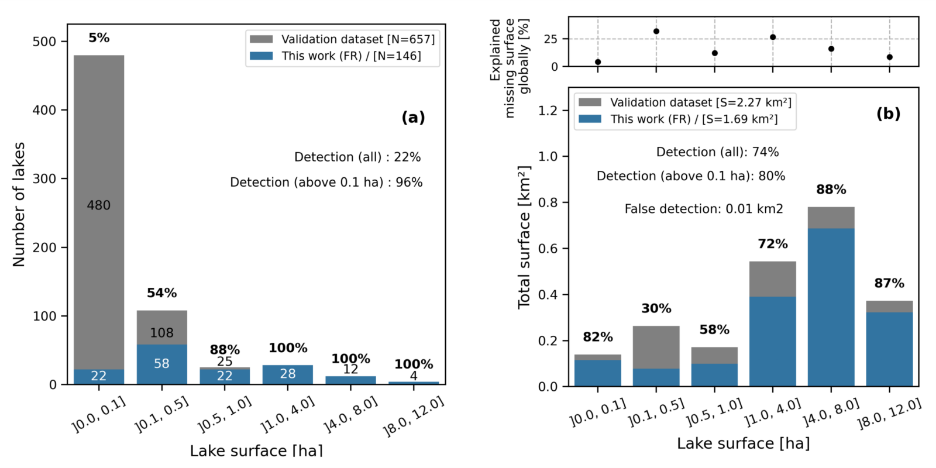 500
400
300
200
100
0
Number of lakes
5%
Validation dataset [N=657]
This work (FR) / [N=146]
(a)
Detection (all) : 22%
Detection (above 0.1 ha) : 96%
480
54%
108
58
22
88%
25
22
100%
28
100%
12
100%
4
]0.0, 0.1]
]0.1, 0.5]
]0.5, 1.0]
]1.0, 4.0]
]4.0, 8.0]
]8.0, 12.0]
Lake surface [ha]
Explained
missing surface
globally [%]
25
0
Validation dataset [S=2.27 km²]
This work (FR) / [S=1.69 km²]
(b)
Detection (all): 74%
Detection (above 0.1 ha): 80%
False detection: 0.01 km2
1.2
1.0
0.8
0.6
0.4
0.2
0.0
Total surface [km²]
82%
30%
58%
72%
88%
87%
]0.0, 0.1]
]0.1, 0.5]
]0.5, 1.0]
]1.0, 4.0]
]4.0, 8.0]
]8.0, 12.0]
Lake surface [ha]